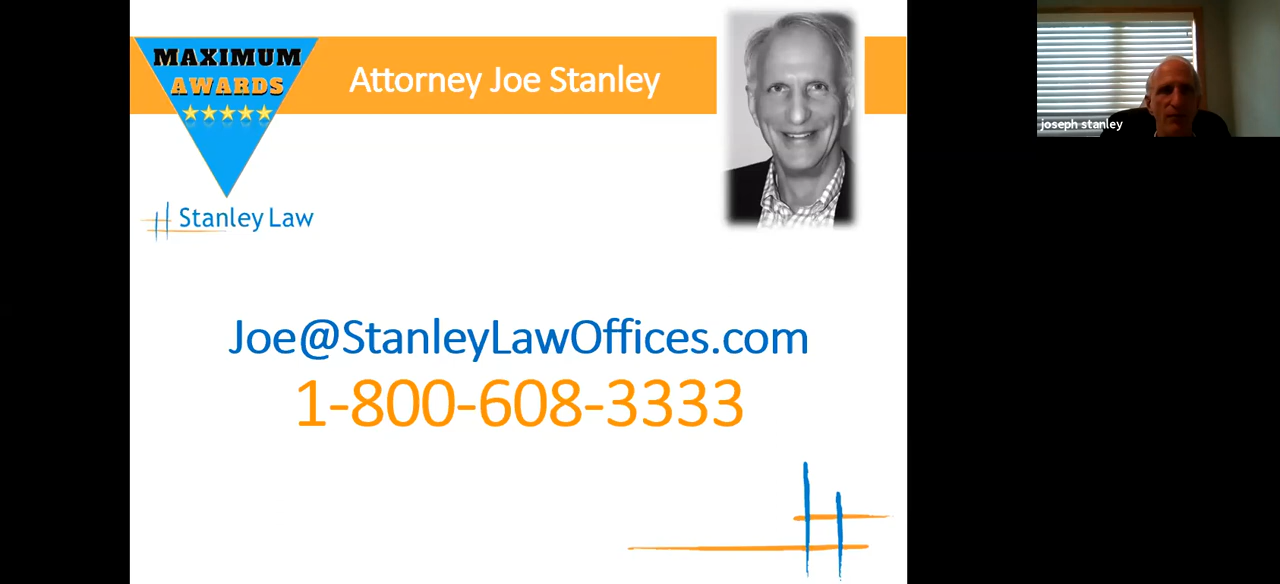 MAXIMUM
AWARDS
Attorney Joe Stanley
Stanley Law
joseph stanley
Joe@StanleyLawOffices.com
1-800-608-3333